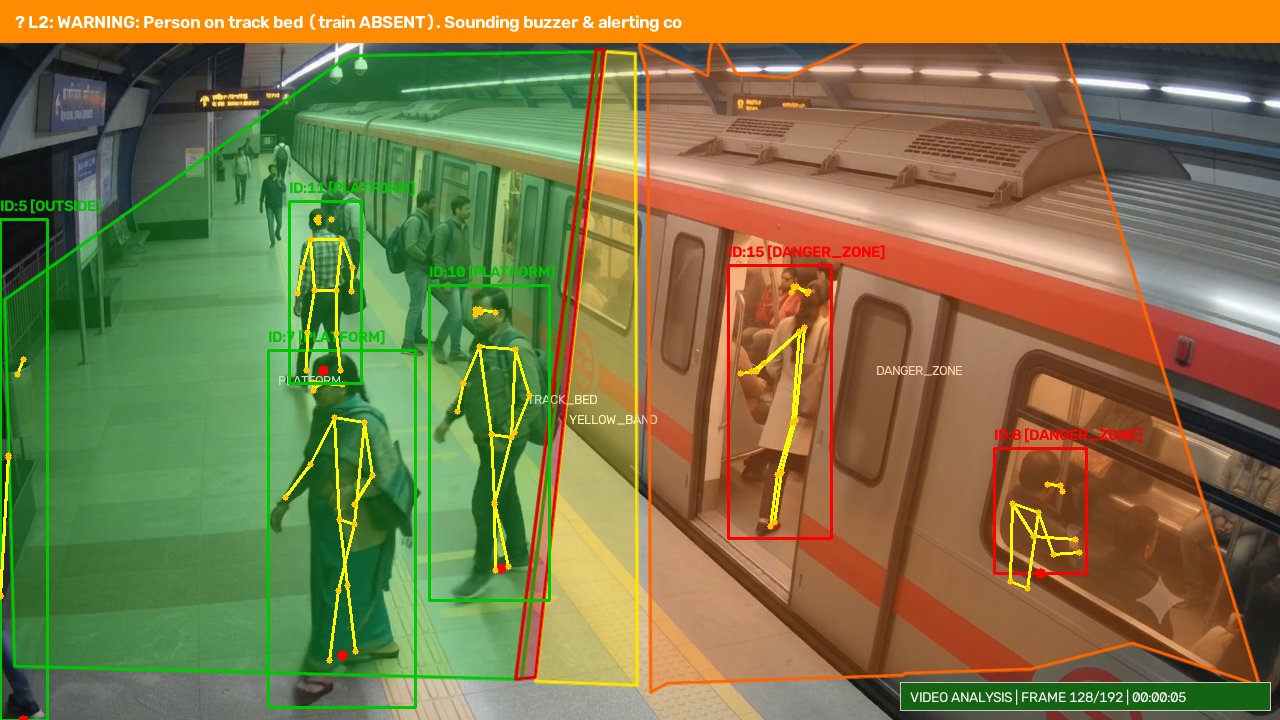 ? L2: WARNING: Person on track bed (train ABSENT). Sounding buzzer & alerting co
ID:11 [PLATFORM]
ID:5 [OUTSIDE]
ID:15 [DANGER_ZONE]
ID:10 [PLATFORM]
ID:7 [PLATFORM]
PLATFORM
DANGER_ZONE
TRACK_BED
YELLOW_BAND
ID:8 [DANGER_ZONE]
VIDEO ANALYSIS | FRAME 128/192 | 00:00:05